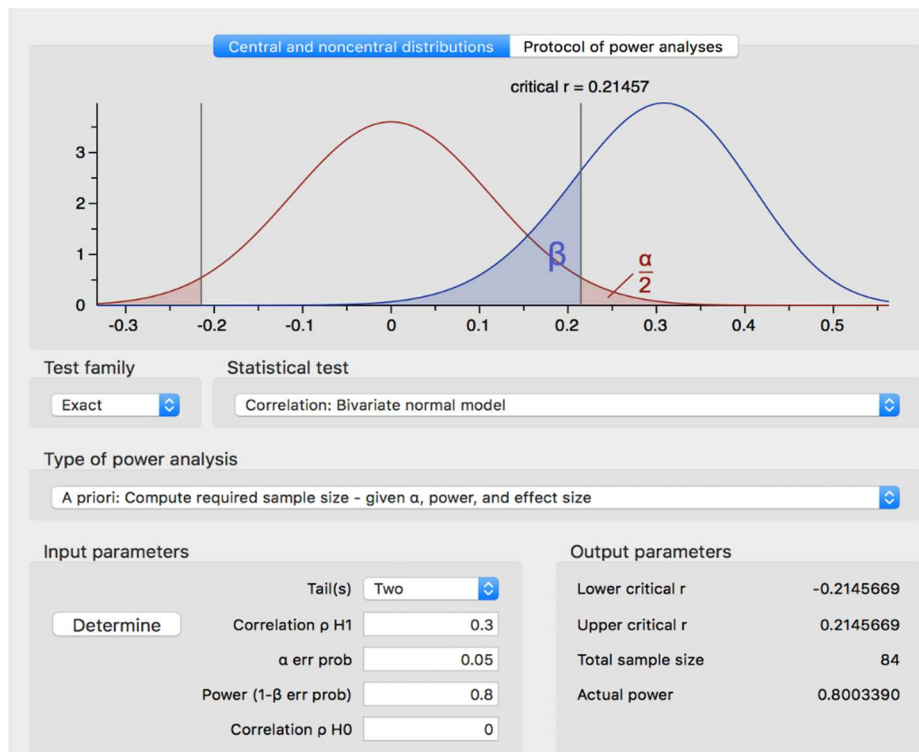 Central and noncentral distributions Protocol of power analyses
critical r = 0.21457
3
2
1
0
β
α
2
-0.3 -0.2 -0.1 0 0.1 0.2 0.3 0.4 0.5
Test family Statistical test
Exact Correlation: Bivariate normal model
Type of power analysis
A priori: Compute required sample size - given α, power, and effect size
Input parameters Output parameters
Tail(s) Two Lower critical r -0.2145669
Determine Correlation ρ H1 0.3 Upper critical r 0.2145669
α err prob 0.05 Total sample size 84
Power (1-β err prob) 0.8 Actual power 0.8003390
Correlation ρ H0 0